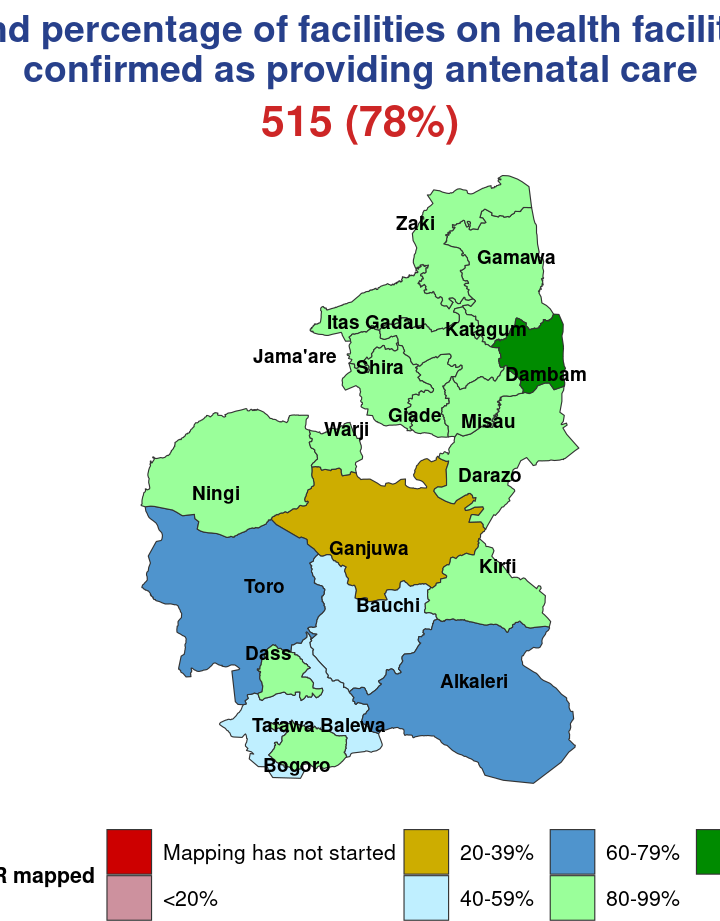 percentage of facilities on health
confirmed as providing antenatal care
515 (78%)
Zaki
Gamawa
Itas Gadau
Katagum
Jama'are
Shira
Dambam
Giade
Misau
Warji
Darazo
Ningi
Ganjuwa
Kirfi
Toro
Bauchi
Dass
Alkaleri
Tafawa Balewa
Bogoro
mapped
Mapping has not started
20-39%
60-79%
<20%
40-59%
80-99%